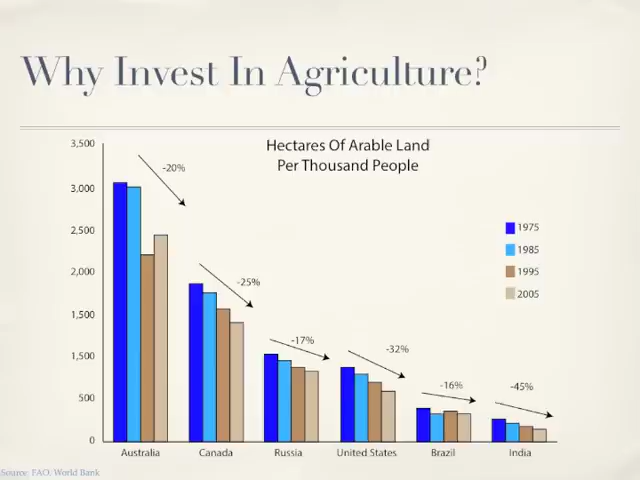 Why Invest In Agriculture?
Hectares Of Arable Land
Per Thousand People
3,500
3,000
2,500
2,000
1,500
1,500
500
0
-20%
-25%
-17%
-32%
-16%
-45%
1975
1985
1995
2005
Australia
Canada
Russia
United States
Brazil
India
Source: FAO, World Bank